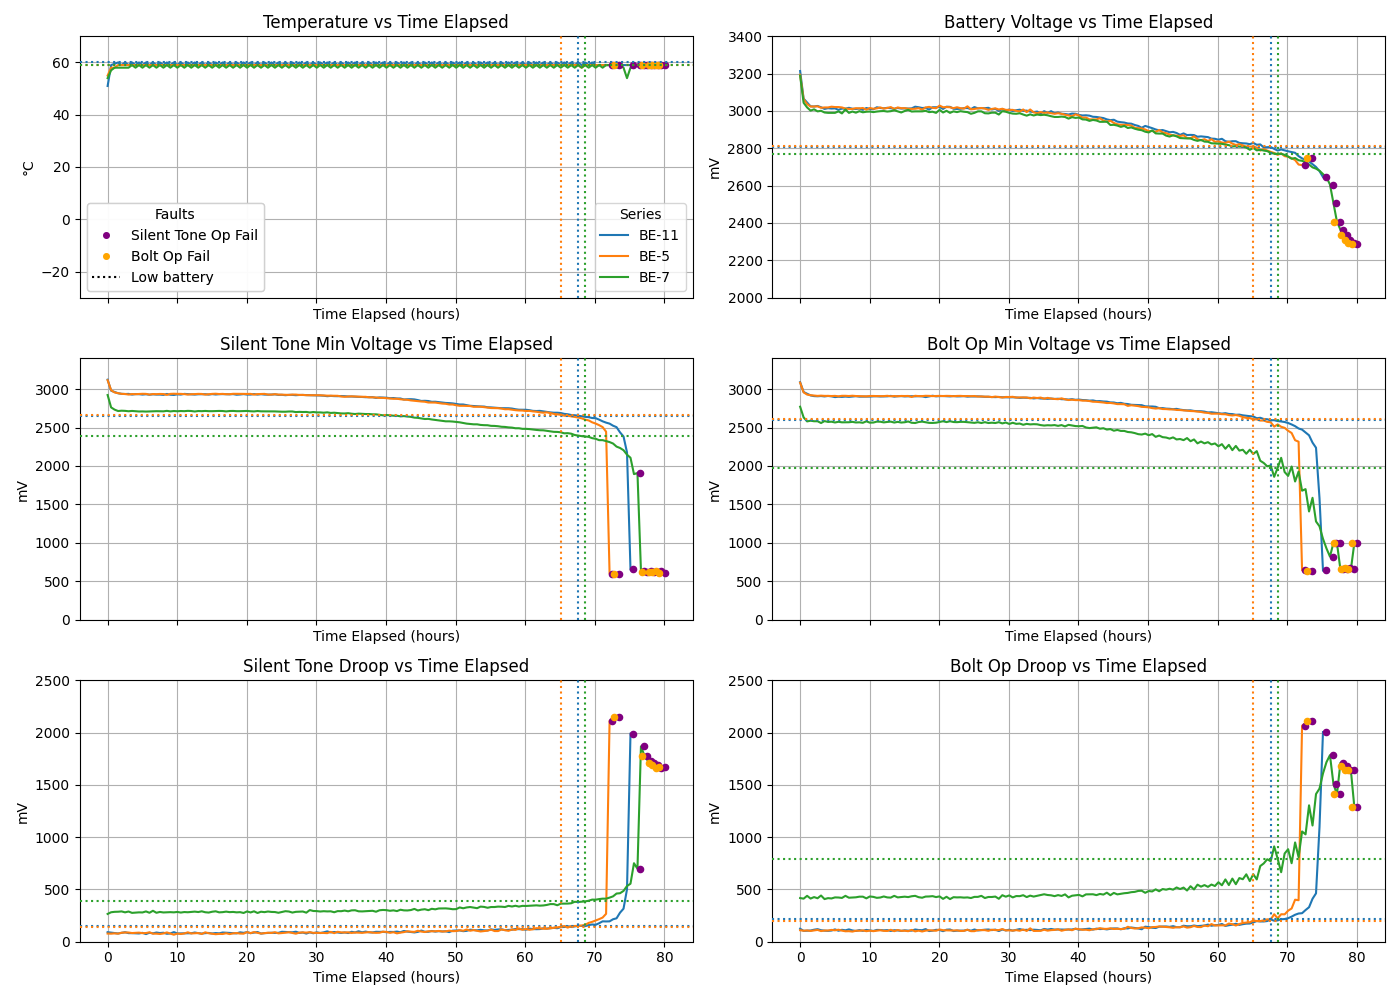 Temperature vs Time Elapsed
°C
60
40
20
0
−20
Faults
Silent Tone Op Fail
Bolt Op Fail
Low battery
Series
BE-11
BE-5
BE-7
Time Elapsed (hours)
Battery Voltage vs Time Elapsed
mV
3400
3200
3000
2800
2600
2400
2200
2000
Time Elapsed (hours)
Silent Tone Min Voltage vs Time Elapsed
mV
3000
2500
2000
1500
1000
500
0
Time Elapsed (hours)
Bolt Op Min Voltage vs Time Elapsed
mV
3000
2500
2000
1500
1000
500
0
Time Elapsed (hours)
Silent Tone Droop vs Time Elapsed
mV
2500
2000
1500
1000
500
0
0 10 20 30 40 50 60 70 80
Time Elapsed (hours)
Bolt Op Droop vs Time Elapsed
mV
2500
2000
1500
1000
500
0
0 10 20 30 40 50 60 70 80
Time Elapsed (hours)